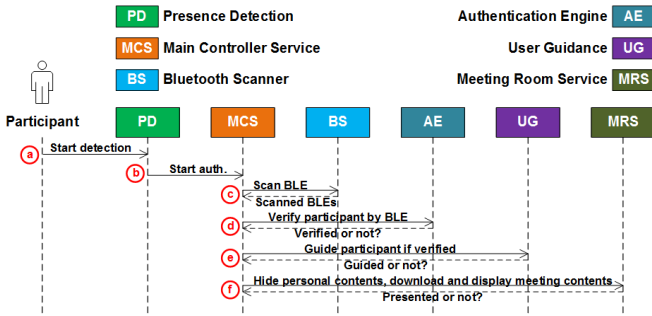 PD Presence Detection Authentication Engine AE
MCS Main Controller Service User Guidance UG
BS Bluetooth Scanner Meeting Room Service MRS
Participant PD MCS BS AE UG MRS
a Start detection
b Start auth.
c Scan BLE
Scanned BLEs
d Verify participant by BLE
Verified or not?
e Guide participant if verified
Guided or not?
f Hide personal contents, download and display meeting contents
Presented or not?